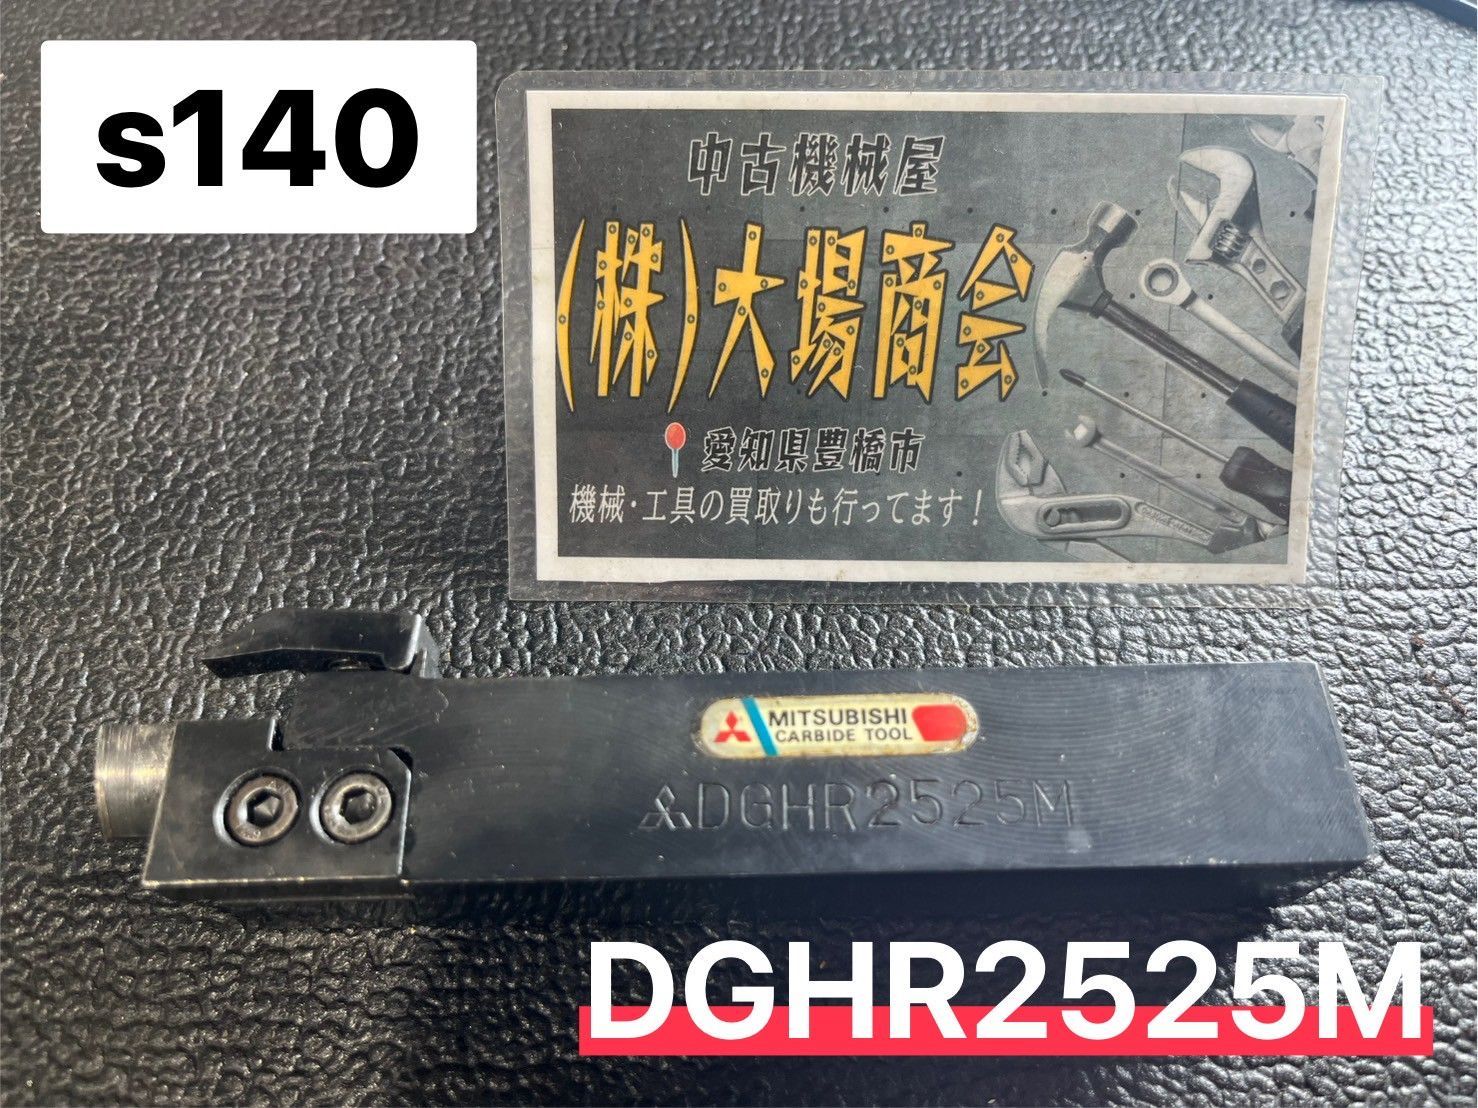 s140
中古機械屋
(株)大場商会
愛知県豊橋市
機械・工具の買取りも行ってます!
MITSUBISHI
CARBIDE TOOL
DGHR2525M
DGHR2525M